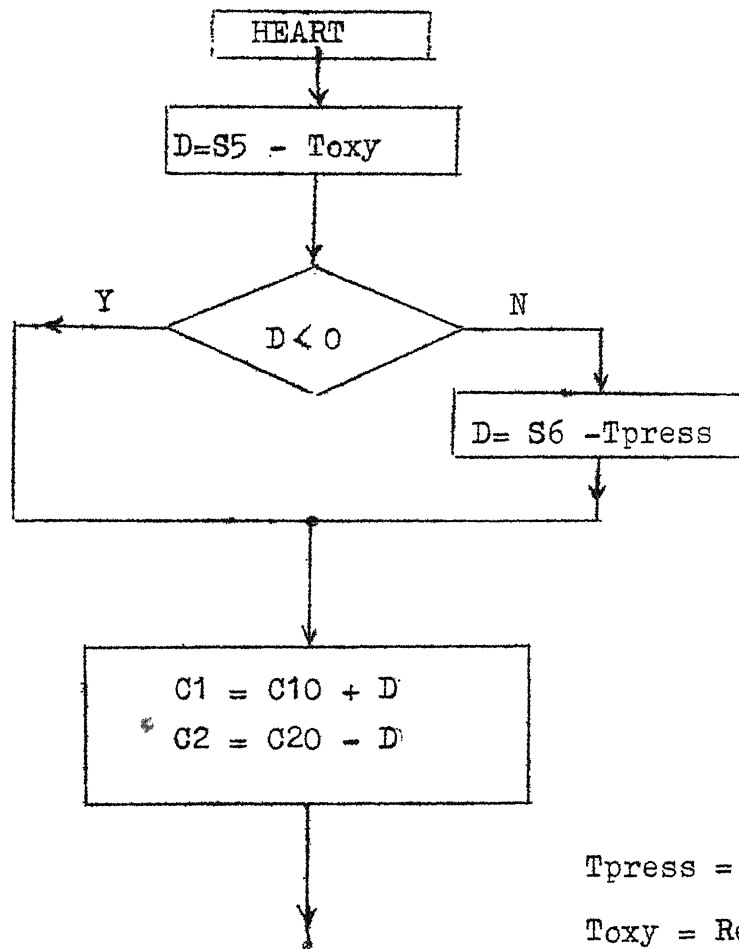 HEART
D=S5 - Toxy
Y
N
D < 0
D= S6 -Tpress
C1 = C10 + D
C2 = C20 - D
Tpress =
Toxy =